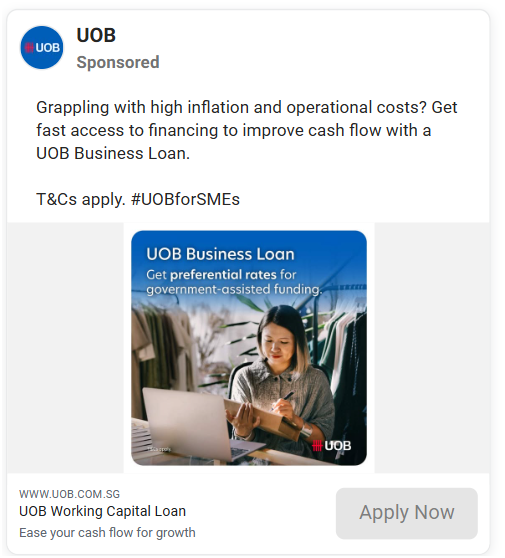 UOB
UOB
Sponsored
Grappling with high inflation and operational costs? Get
fast access to financing to improve cash flow with a
UOB Business Loan.
T&Cs apply. #UOBforSMEs
UOB Business Loan
Get preferential rates for
government-assisted funding.
UOB
WWW.UOB.COM.SG
UOB Working Capital Loan
Ease your cash flow for growth
Apply Now